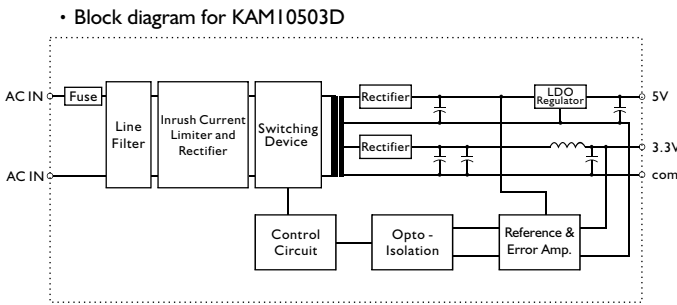 • Block diagram for KAM10503D
AC IN
Fuse
Line
Filter
Inrush Current
Limiter and
Rectifier
Switching
Device
Rectifier
LDO
Regulator
5V
Rectifier
3.3V
AC IN
com
Control
Circuit
Opto -
Isolation
Reference &
Error Amp.